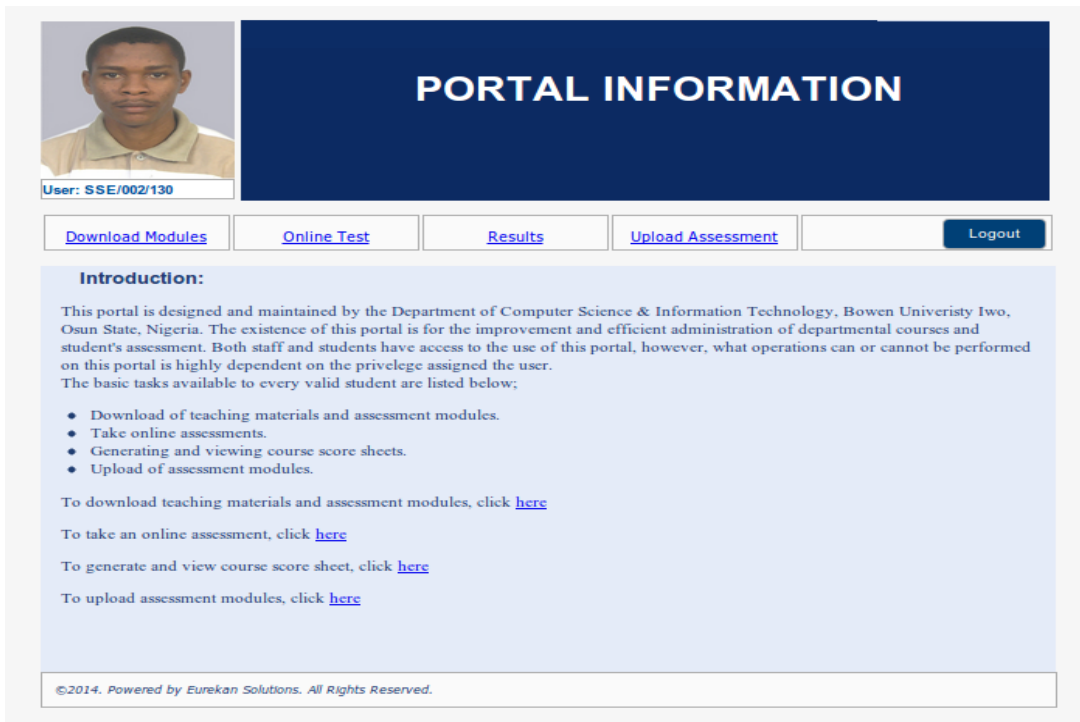 PORTAL INFORMATION
User: SSE/002/130
Download Modules
Online Test
Results
Upload Assessment
Logout
Introduction:
This portal is designed and maintained by the Department of Computer Science & Information Technology, Bowen Univeristy Iwo,
Osun State, Nigeria. The existence of this portal is for the improvement and efficient administration of departmental courses and
student's assessment. Both staff and students have access to the use of this portal, however, what operations can or cannot be performed
on this portal is highly dependent on the privelege assigned the user.
The basic tasks available to every valid student are listed below;
• Download of teaching materials and assessment modules.
• Take online assessments.
• Generating and viewing course score sheets.
• Upload of assessment modules.
To download teaching materials and assessment modules, click here
To take an online assessment, click here
To generate and view course score sheet, click here
To upload assessment modules, click here
©2014. Powered by Eurekan Solutions. All Rights Reserved.